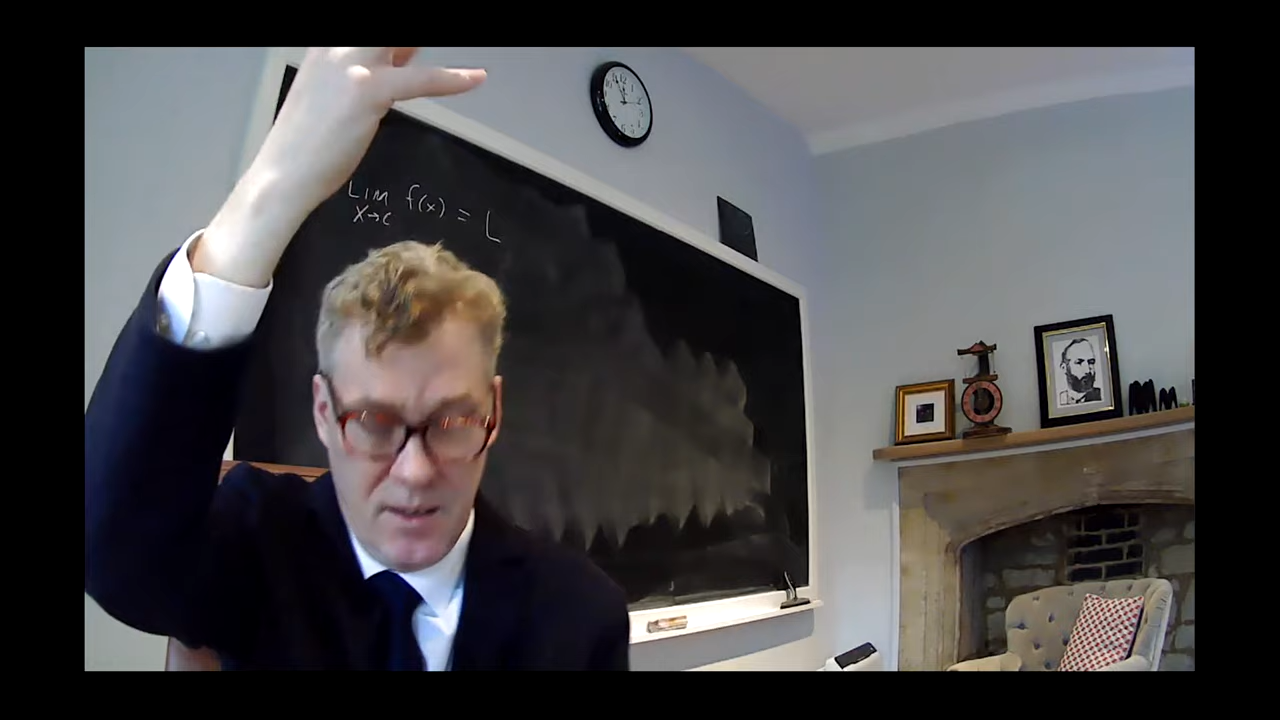 LIM f(x) = L
x→c